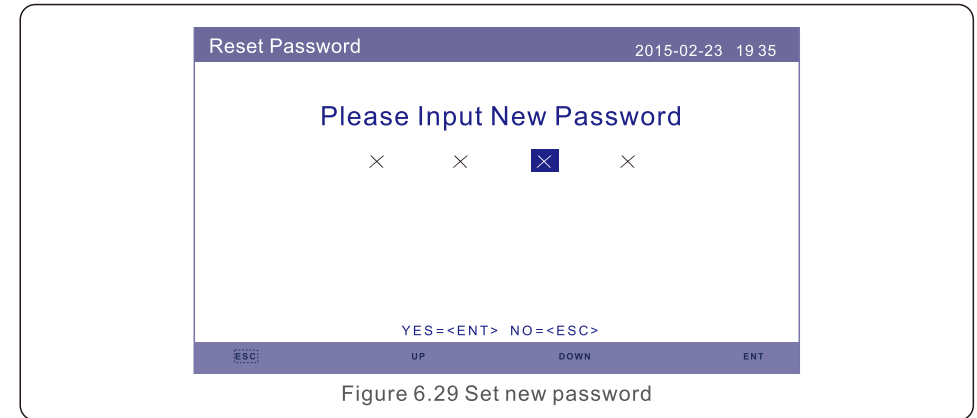 Reset Password 2015-02-23 19 35
Please Input New Password
X X X X
YES=<ENT> NO=<ESC>
ESC UP DOWN ENT
Figure 6.29 Set new password